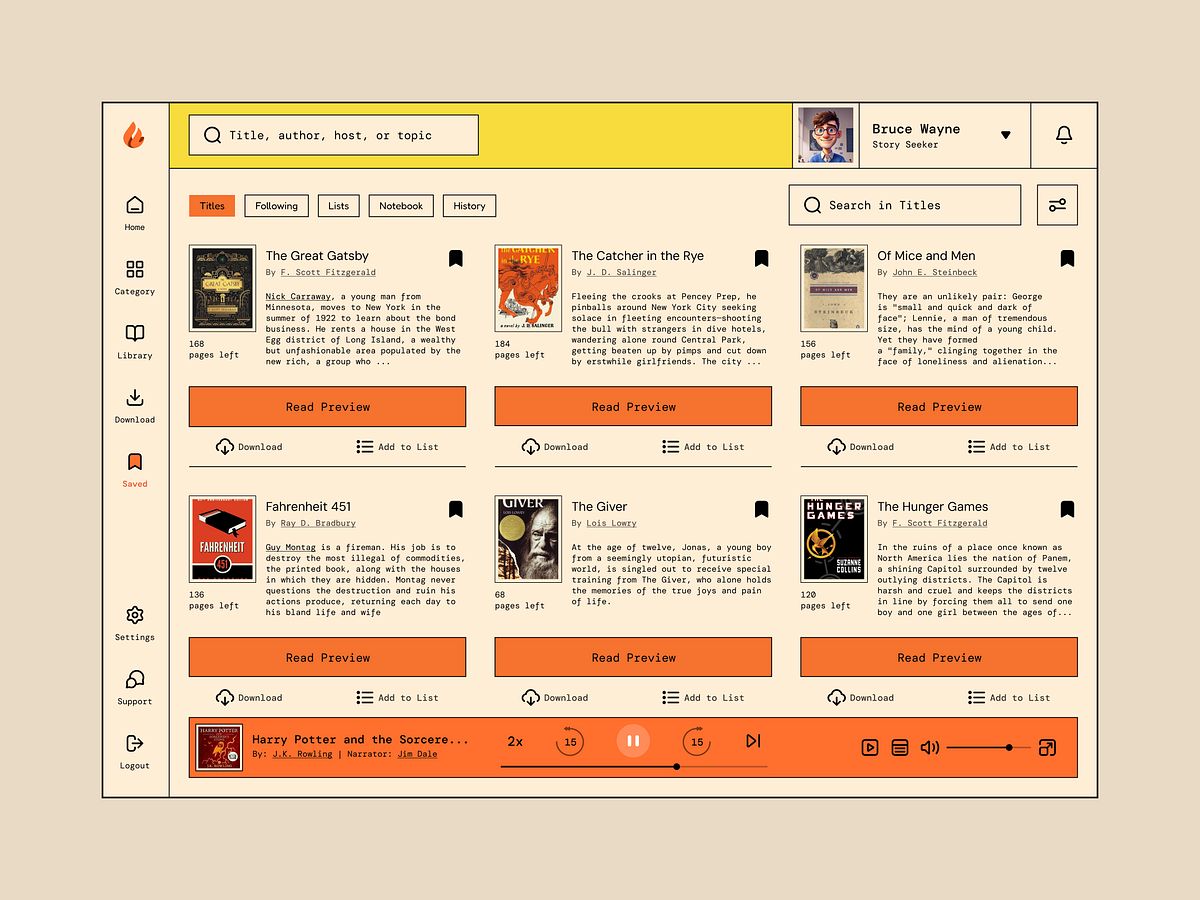 Title, author, host, or topic
Bruce Wayne
Story Seeker
Home
Category
Library
Download
Saved
Settings
Support
Logout
Titles
Following
Lists
Notebook
History
Search in Titles
GREAT GATSBY
168
pages left
The Great Gatsby
By F. Scott Fitzgerald
Nick Carraway, a young man from
Minnesota, moves to New York in the
summer of 1922 to learn about the bond
business. He rents a house in the West
Egg district of Long Island, a wealthy
but unfashionable area populated by the
new rich, a group who ...
Read Preview
Download
Add to List
the CATCHER
in the RYE
a novel by J. D. SALINGER
184
pages left
The Catcher in the Rye
By J. D. Salinger
Fleeing the crooks at Pencey Prep, he
pinballs around New York City seeking
solace in fleeting encounters—shooting
the bull with strangers in dive hotels,
wandering alone round Central Park,
getting beaten up by pimps and cut down
by erstwhile girlfriends. The city ...
Read Preview
Download
Add to List
OF MICE AND MEN
JOHN
STEINBECK
156
pages left
Of Mice and Men
By John E. Steinbeck
They are an unlikely pair: George
is "small and quick and dark of
face"; Lennie, a man of tremendous
size, has the mind of a young child.
Yet they have formed
a "family," clinging together in the
face of loneliness and alienation...
Read Preview
Download
Add to List
FAHRENHEIT
451
136
pages left
Fahrenheit 451
By Ray D. Bradbury
Guy Montag is a fireman. His job is to
destroy the most illegal of commodities,
the printed book, along with the houses
in which they are hidden. Montag never
questions the destruction and ruin his
actions produce, returning each day to
his bland life and wife
Read Preview
Download
Add to List
GIVER
LOIS LOWRY
68
pages left
The Giver
By Lois Lowry
At the age of twelve, Jonas, a young boy
from a seemingly utopian, futuristic
world, is singled out to receive special
training from The Giver, who alone holds
the memories of the true joys and pain
of life.
Read Preview
Download
Add to List
THE
HUNGER
GAMES
SUZANNE
COLLINS
120
pages left
The Hunger Games
By F. Scott Fitzgerald
In the ruins of a place once known as
North America lies the nation of Panem,
a shining Capitol surrounded by twelve
outlying districts. The Capitol is
harsh and cruel and keeps the districts
in line by forcing them all to send one
boy and one girl between the ages of...
Read Preview
Download
Add to List
HARRY POTTER
J.K. ROWLING
Harry Potter and the Sorcere...
By: J.K. Rowling | Narrator: Jim Dale
2x
15
15